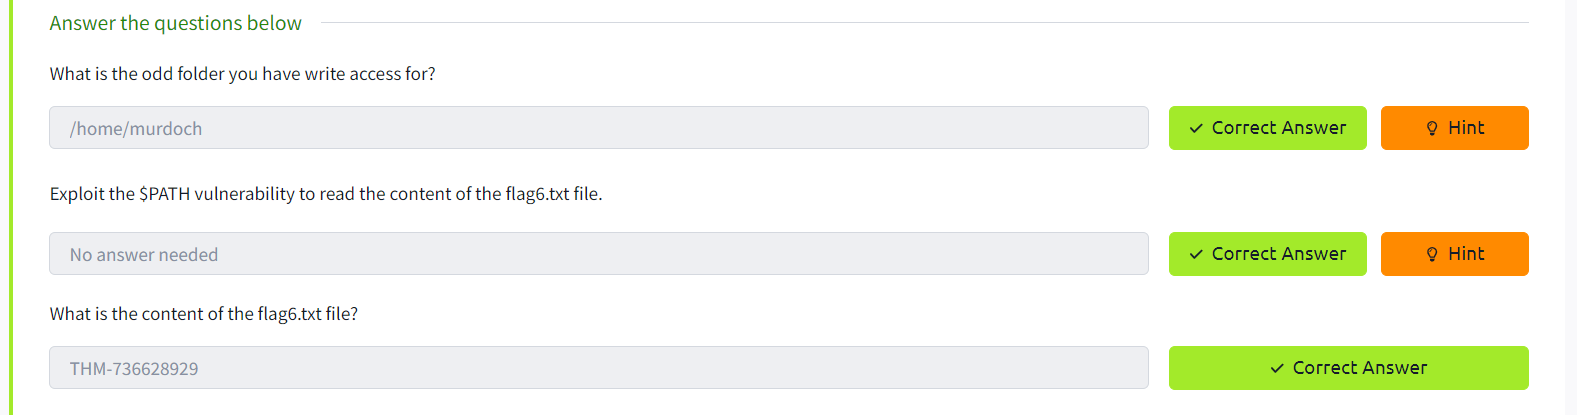 Answer the questions below
What is the odd folder you have write access for?
/home/murdoch
Correct Answer
Hint
Exploit the $PATH vulnerability to read the content of the flag6.txt file.
No answer needed
Correct Answer
Hint
What is the content of the flag6.txt file?
THM-736628929
Correct Answer